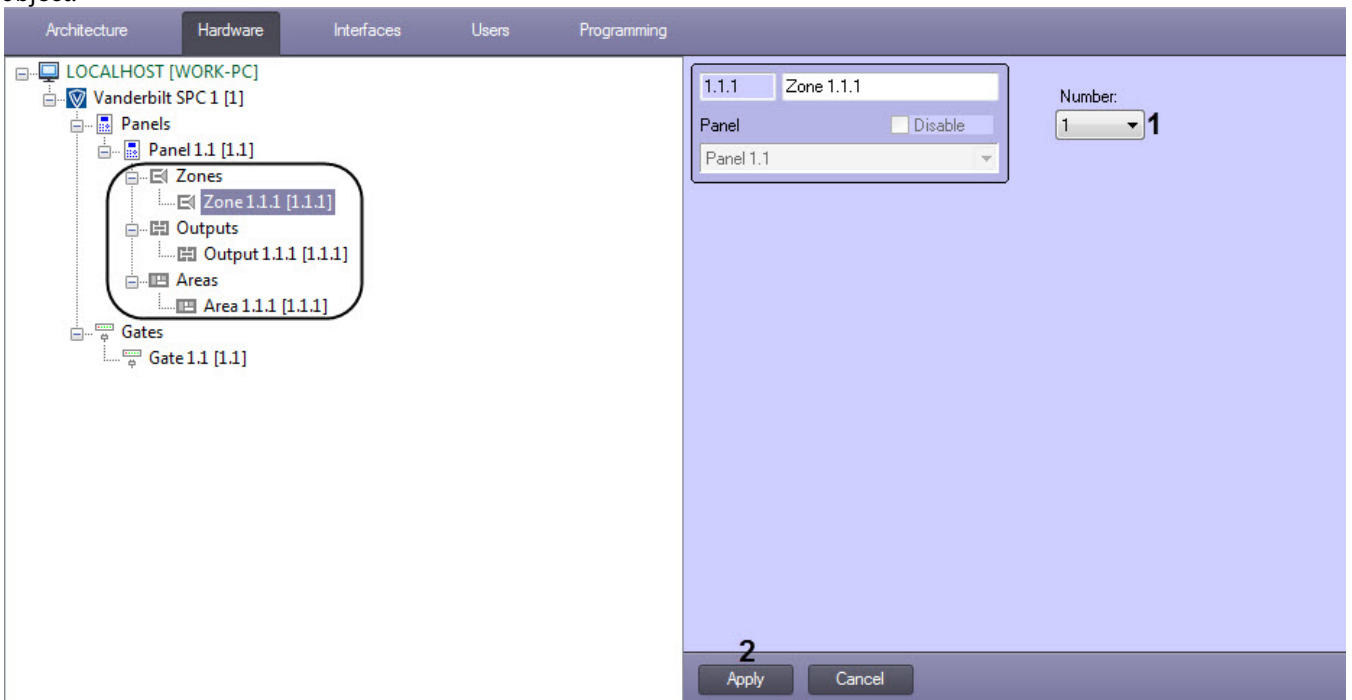 Architecture Hardware Interfaces Users Programming
LOCALHOST [WORK-PC]
Vanderbilt SPC 1 [1]
Panels
Panel 1.1 [1.1]
Zones
Zone 1.1.1 [1.1.1]
Outputs
Output 1.1.1 [1.1.1]
Areas
Area 1.1.1 [1.1.1]
Gates
Gate 1.1 [1.1]
1.1.1 Zone 1.1.1
Panel Disable
Panel 1.1
Number:
1 1
2
Apply Cancel